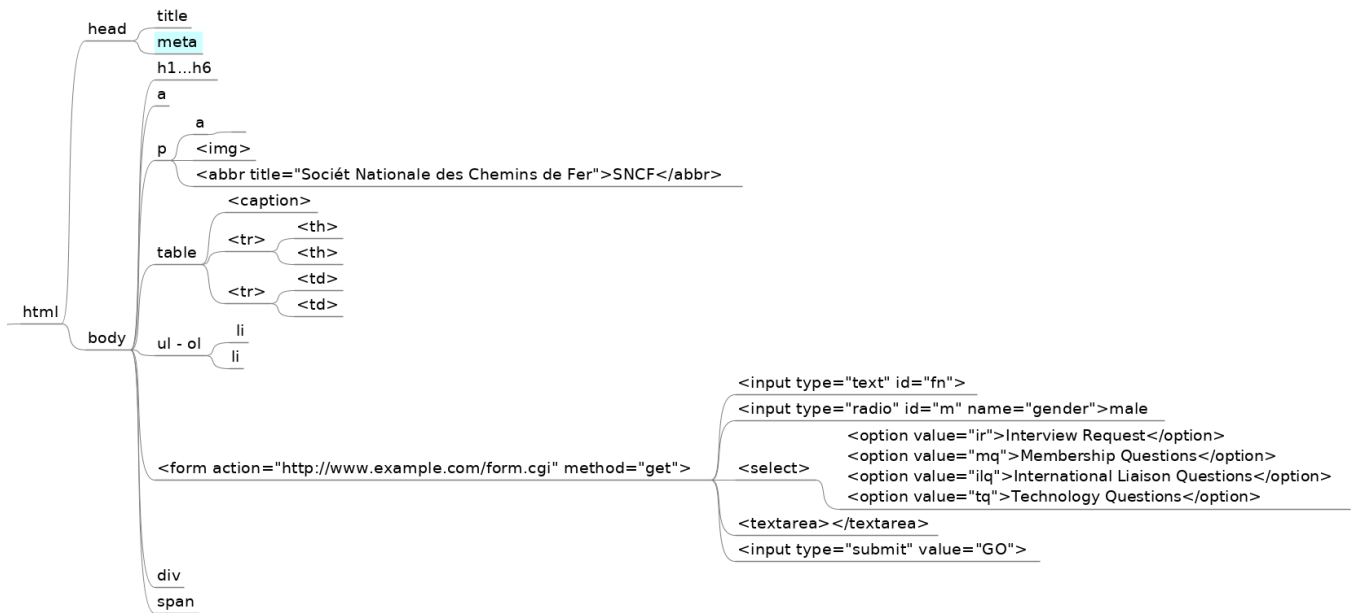 title
head
meta
h1...h6
a
a
p
<img>
<abbr title="Sociét Nationale des Chemins de Fer">SNCF</abbr>
<caption>
<th>
<tr>
<th>
table
<td>
<tr>
<td>
html
li
body
ul - ol
li
<input type="text" id="fn">
<input type="radio" id="m" name="gender">male
<option value="ir">Interview Request</option>
<option value="mq">Membership Questions</option>
<form action="http://www.example.com/form.cgi" method="get">
<select>
<option value="ilq">International Liaison Questions</option>
<option value="tq">Technology Questions</option>
<textarea></textarea>
<input type="submit" value="GO">
div
span